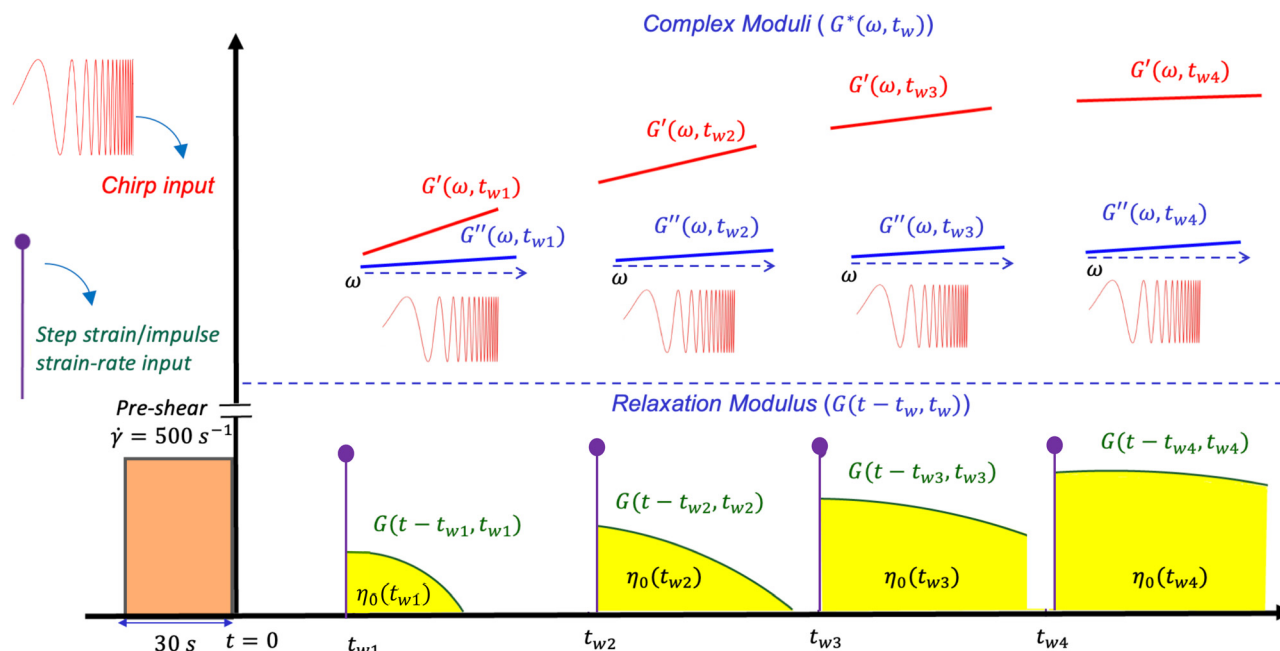 Complex Moduli ( G*(ω, t_w))
G′(ω, t_w1)
G′(ω, t_w2)
G′(ω, t_w3)
G′(ω, t_w4)
Chirp input
G′′(ω, t_w1)
G′′(ω, t_w2)
G′′(ω, t_w3)
G′′(ω, t_w4)
ω
ω
ω
ω
Step strain/impulse
strain-rate input
Relaxation Modulus (G(t − t_w, t_w))
Pre-shear
γ̇ = 500 s⁻¹
G(t − t_w1, t_w1)
G(t − t_w2, t_w2)
G(t − t_w3, t_w3)
G(t − t_w4, t_w4)
η₀(t_w1)
η₀(t_w2)
η₀(t_w3)
η₀(t_w4)
30 s
t = 0
t_w1
t_w2
t_w3
t_w4